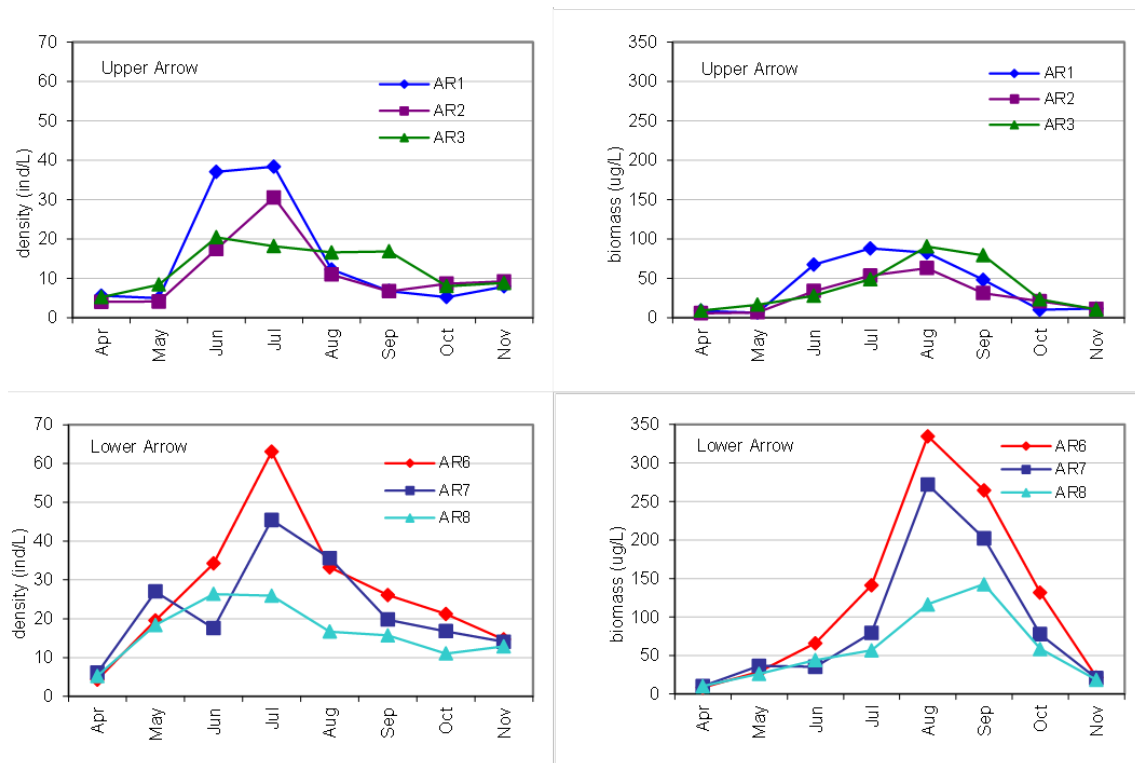 Upper Arrow
AR1
AR2
AR3
density (ind/L)
70
60
50
40
30
20
10
0
Apr
May
Jun
Jul
Aug
Sep
Oct
Nov
Upper Arrow
AR1
AR2
AR3
biomass (ug/L)
350
300
250
200
150
100
50
0
Apr
May
Jun
Jul
Aug
Sep
Oct
Nov
Lower Arrow
AR6
AR7
AR8
density (ind/L)
70
60
50
40
30
20
10
0
Apr
May
Jun
Jul
Aug
Sep
Oct
Nov
Lower Arrow
AR6
AR7
AR8
biomass (ug/L)
350
300
250
200
150
100
50
0
Apr
May
Jun
Jul
Aug
Sep
Oct
Nov